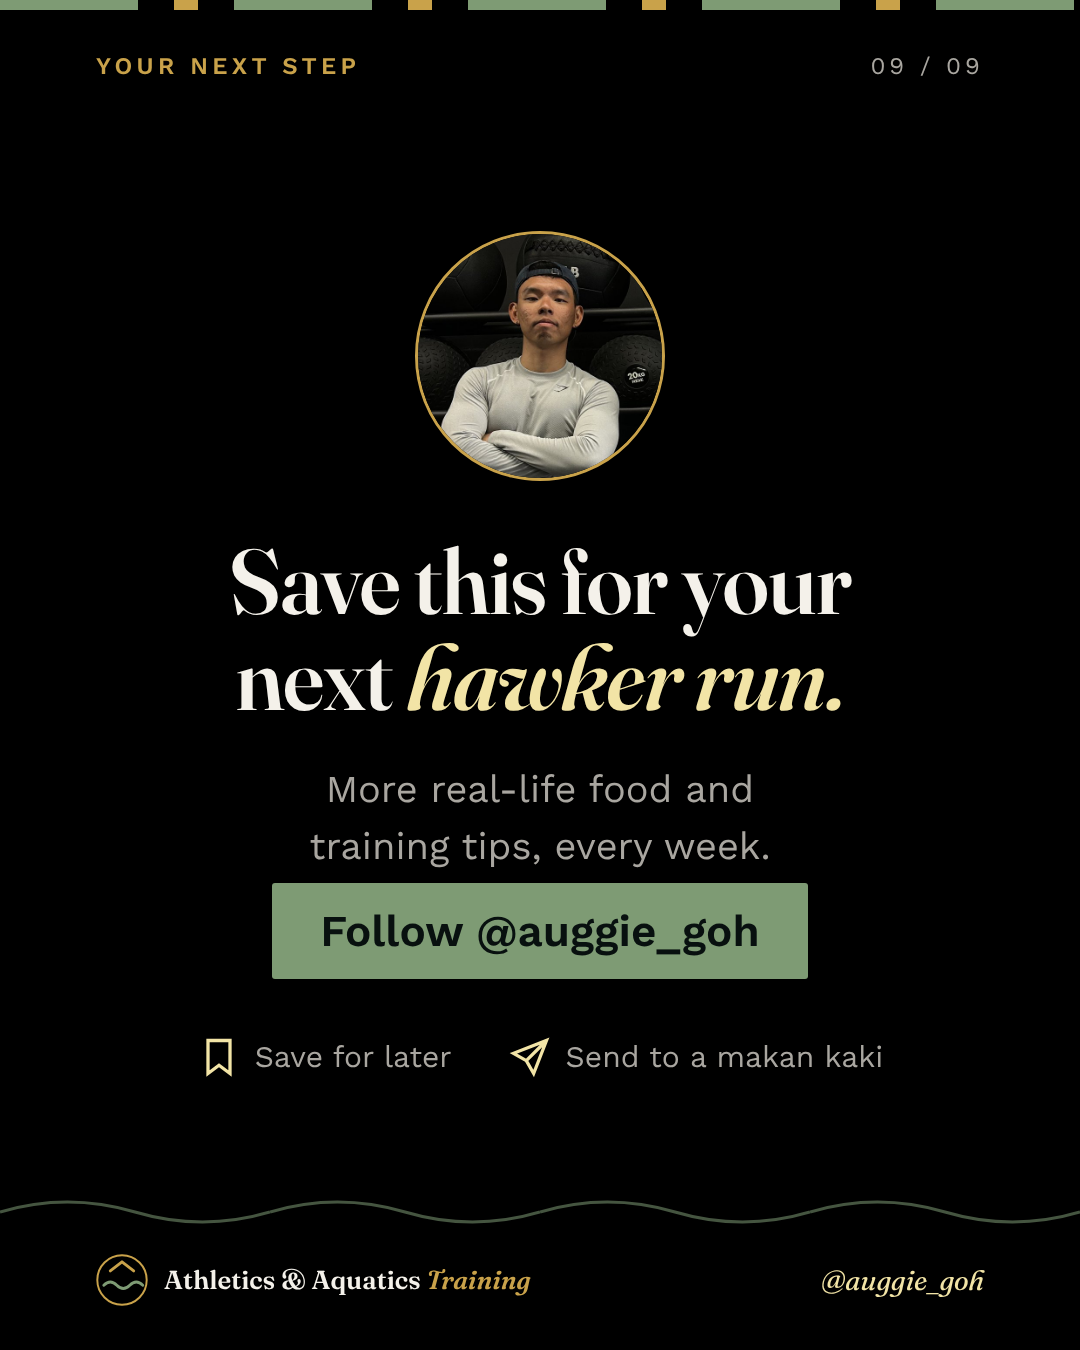 YOUR NEXT STEP
09 / 09
20KG
Save this for your
next hawker run.
More real-life food and
training tips, every week.
Follow @auggie_goh
Save for later
Send to a makan kaki
Athletics & Aquatics Training
@auggie_goh